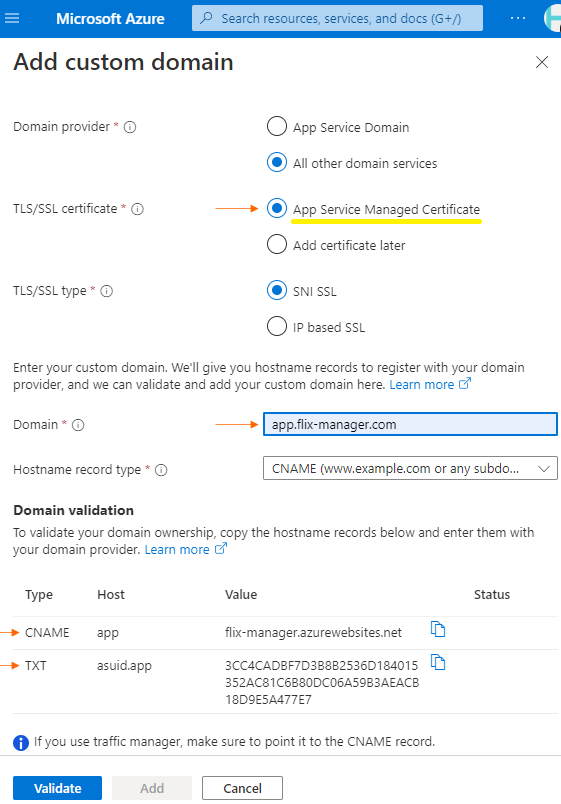 Microsoft Azure
Search resources, services, and docs (G+/)
...
Add custom domain
Domain provider *
App Service Domain
All other domain services
TLS/SSL certificate *
App Service Managed Certificate
Add certificate later
TLS/SSL type *
SNI SSL
IP based SSL
Enter your custom domain. We'll give you hostname records to register with your domain
provider, and we can validate and add your custom domain here. Learn more
Domain *
app.flix-manager.com
Hostname record type *
CNAME (www.example.com or any subdo...
Domain validation
To validate your domain ownership, copy the hostname records below and enter them with
your domain provider. Learn more
Type Host Value Status
CNAME app flix-manager.azurewebsites.net
TXT asuid.app 3CC4CADBF7D3B8B2536D184015
352AC81C6B80DC06A59B3AEACB
18D9E5A477E7
If you use traffic manager, make sure to point it to the CNAME record.
Validate Add Cancel